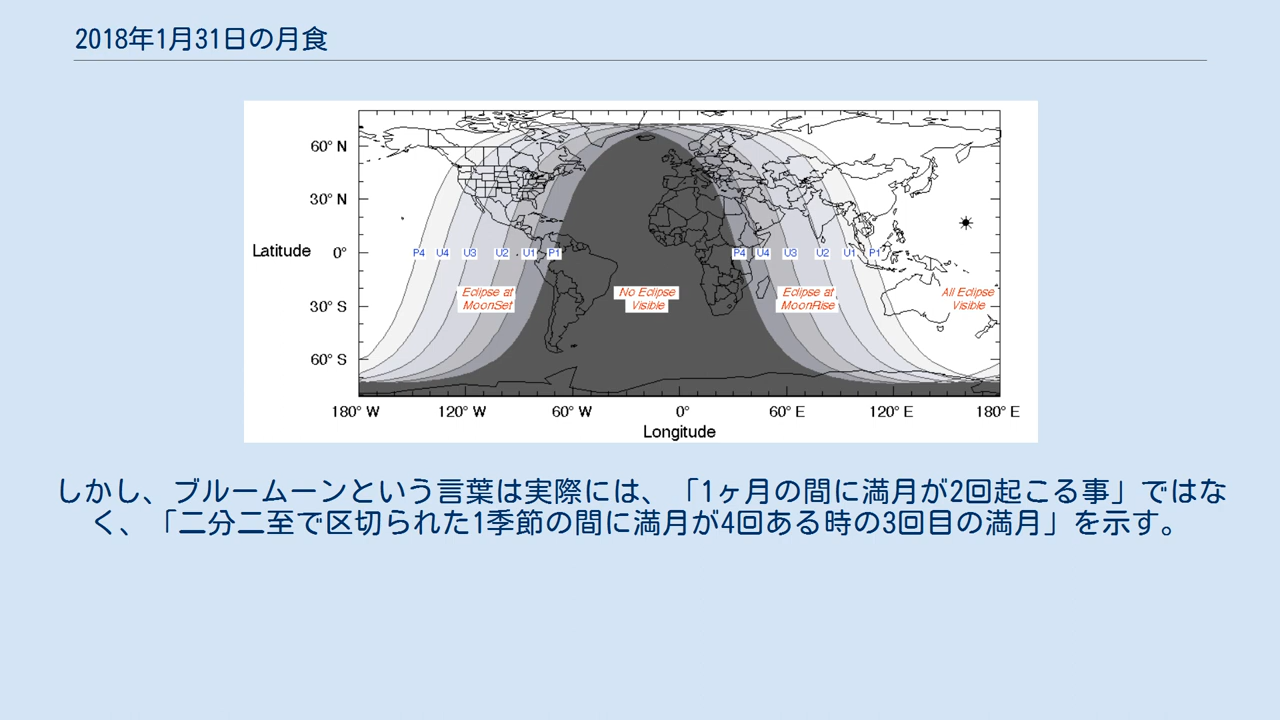 2018年1月31日の月食
60° N
30° N
Latitude 0°
30° S
60° S
P4 U4 U3 U2 U1 P1 P4 U4 U3 U2 U1 P1
Eclipse at MoonSet
No Eclipse Visible
Eclipse at MoonRise
All Eclipse Visible
180° W 120° W 60° W 0° 60° E 120° E 180° E
Longitude
しかし、ブルームーンという言葉は実際には、「1ヶ月の間に満月が2回起こる事」ではな
く、「二分二至で区切られた1季節の間に満月が4回ある時の3回目の満月」を示す。